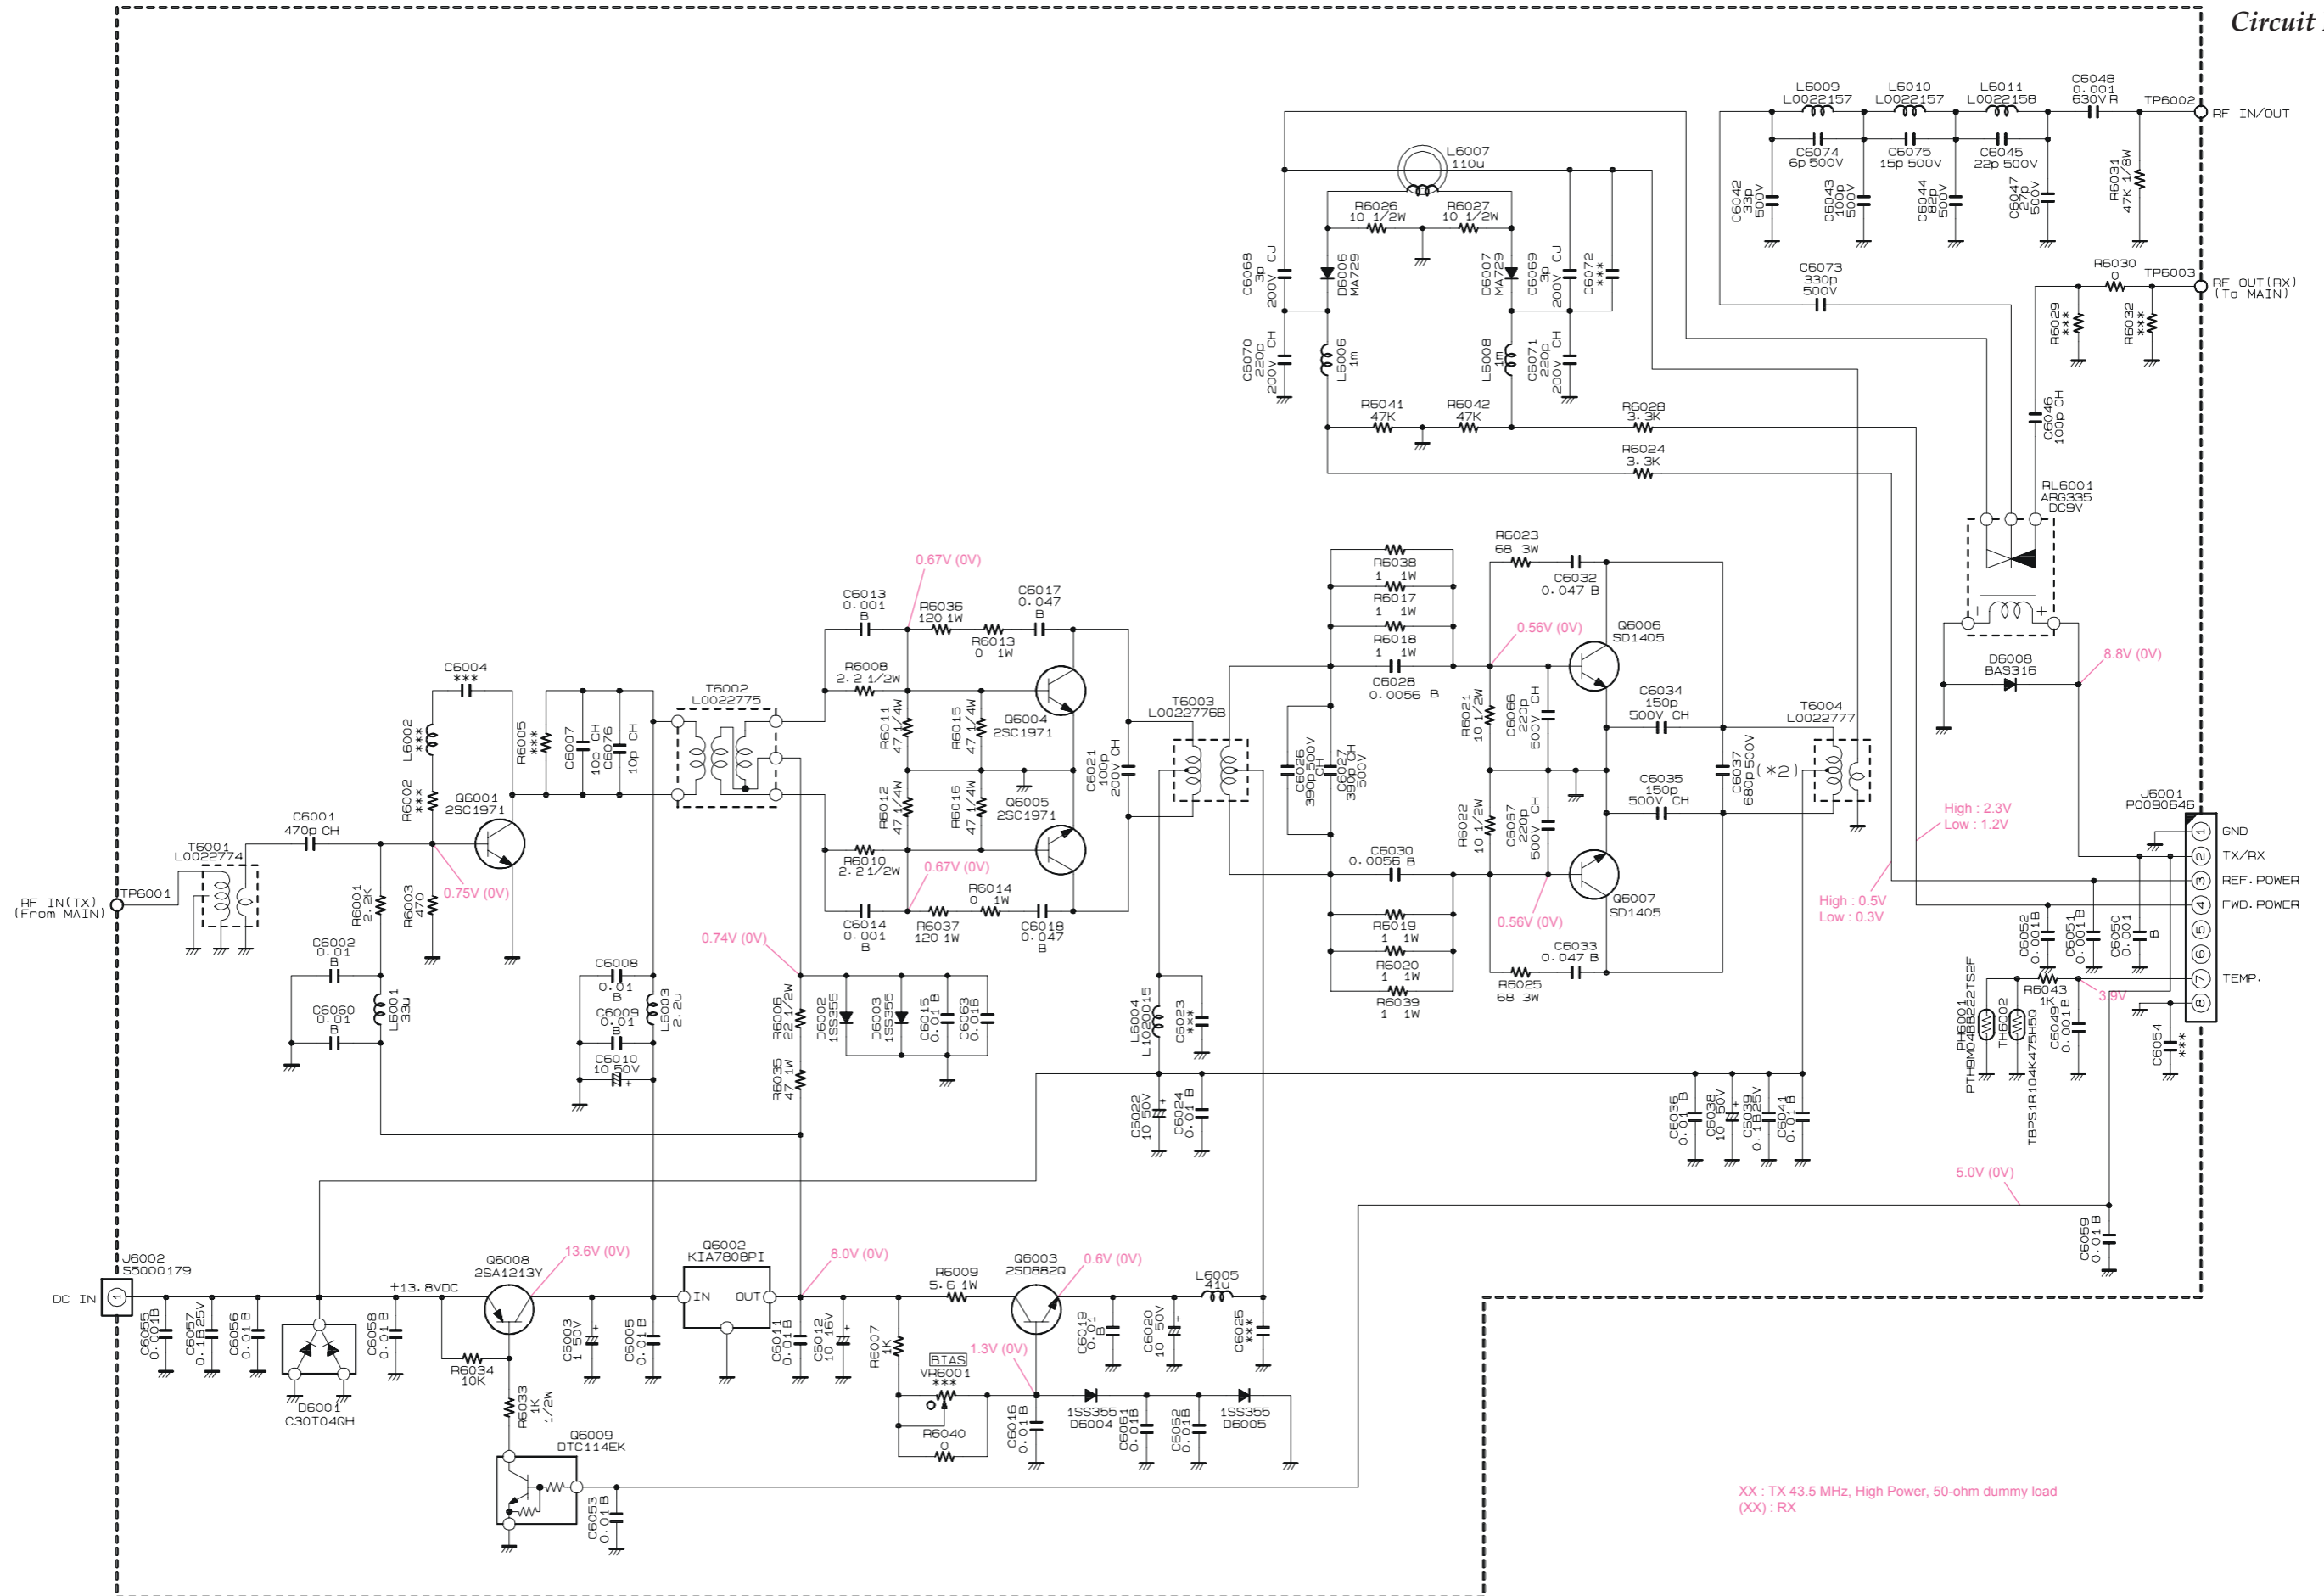 Circuit
L6009
L0022157
L6010
L0022157
L6011
L0022158
C6048
0.001
630V R
TP6002
RF IN/OUT
C6074
6p 500V
C6075
15p 500V
C6045
22p 500V
C6042
33p
500V
C6043
100p
500V
C6044
82p
500V
C6047
27p
500V
R6031
47K 1/8W
L6007
110u
R6026
10 1/2W
R6027
10 1/2W
C6068
3p
200V CJ
D6006
MA729
D6007
MA729
C6069
3p
200V CJ
C6072
***
C6073
330p
500V
R6030
0
TP6003
RF OUT(RX)
(To MAIN)
R6029
***
R6032
***
C6070
220p
200V CH
L6006
1m
L6008
1m
C6071
220p
200V CH
R6041
47K
R6042
47K
R6028
3.3K
R6024
3.3K
C6046
100p CH
RL6001
ARG335
DC9V
- +
D6008
BAS316
8.8V (0V)
0.67V (0V)
C6013
0.001
B
R6036
120 1W
C6017
0.047
B
R6013
0 1W
R6008
2.2 1/2W
C6004
***
T6002
L0022775
L6002
***
R6005
***
C6007
10p CH
C6076
10p CH
R6011
47 1/4W
R6015
47 1/4W
Q6004
2SC1971
R6002
***
Q6001
2SC1971
R6012
47 1/4W
R6016
47 1/4W
Q6005
2SC1971
C6021
100p
200V CH
T6003
L0022776B
C6001
470p CH
T6001
L0022774
RF IN(TX)
(From MAIN)
TP6001
R6001
2.2K
R6003
470
0.75V (0V)
R6010
2.2 1/2W
0.67V (0V)
R6014
0 1W
C6014
0.001
B
R6037
120 1W
C6018
0.047
B
0.74V (0V)
R6038
1 1W
R6017
1 1W
R6018
1 1W
C6028
0.0056 B
R6023
68 3W
C6032
0.047 B
0.56V (0V)
Q6006
SD1405
C6026
390p 500V
CH
C6027
390p CH
500V
R6021
10 1/2W
C6066
220p
500V CH
C6034
150p
500V CH
T6004
L0022777
R6022
10 1/2W
C6067
220p
500V CH
C6035
150p
500V CH
C6037
680p 500V
(*2)
C6030
0.0056 B
Q6007
SD1405
0.56V (0V)
R6019
1 1W
R6020
1 1W
R6039
1 1W
C6033
0.047 B
R6025
68 3W
High : 2.3V
Low : 1.2V
High : 0.5V
Low : 0.3V
J6001
P0090646
1 GND
2 TX/RX
3 REF.POWER
4 FWD.POWER
5
6
7 TEMP.
8
C6052
0.001B
C6051
0.001B
C6050
0.001
B
R6043
1K
3.9V
PH6001
PTH9M04BB222TS2F
TH6002
TBPS1R104K475H5Q
C6049
0.001B
C6054
***
C6002
0.01
B
C6060
0.01
B
L6001
33u
C6008
0.01
B
C6009
0.01
B
C6010
10 50V
+
L6003
2.2u
R6006
22 1/2W
D6002
1SS355
D6003
1SS355
C6015
0.01 B
C6063
0.01B
R6035
47 1W
L6004
L1020015
C6023
***
C6022
10 50V
+
C6024
0.01 B
C6036
0.01 B
C6038
10 50V
+
C6039
0.1B 25V
C6041
0.01 B
5.0V (0V)
C6059
0.01 B
J6002
S5000179
DC IN
1
+13.8VDC
Q6008
2SA1213Y
13.6V (0V)
Q6002
KIA7808PI
IN OUT
8.0V (0V)
R6009
5.6 1W
Q6003
2SD882Q
0.6V (0V)
L6005
41u
C6055
0.001B
C6057
0.1B 25V
C6056
0.01 B
D6001
C30T04QH
C6058
0.01 B
R6034
10K
R6033
1K
1/2W
Q6009
DTC114EK
C6053
0.01 B
C6003
1 50V
+
C6005
0.01 B
C6011
0.01B
C6012
10 16V
+
R6007
1K
BIAS
VR6001
***
R6040
0
1.3V (0V)
C6016
0.01B
C6019
0.01
B
C6020
10 50V
+
C6025
***
1SS355
D6004
C6061
0.01B
C6062
0.01B
1SS355
D6005
XX : TX 43.5 MHz, High Power, 50-ohm dummy load
(XX) : RX